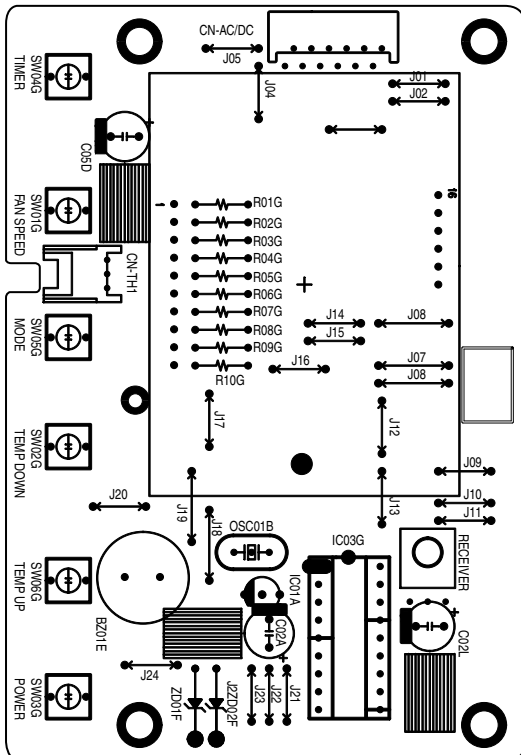 CN-AC/DC
J05
J04
J01
J02
SW04G
TIMER
C05D
SW01G
FAN SPEED
1
16
R01G
R02G
R03G
R04G
R05G
R06G
R07G
R08G
R09G
R10G
CN-TH1
SW05G
MODE
J14
J08
J15
J16
J07
J08
J17
J12
SW02G
TEMP DOWN
J09
J20
J19
J18
J13
J10
J11
OSC01B
IC03G
RECEIVER
SW06G
TEMP UP
BZ01E
IC01A
C02A
C02L
J24
SW03G
POWER
ZD01F
J2ZD02F
J23
J22
J21